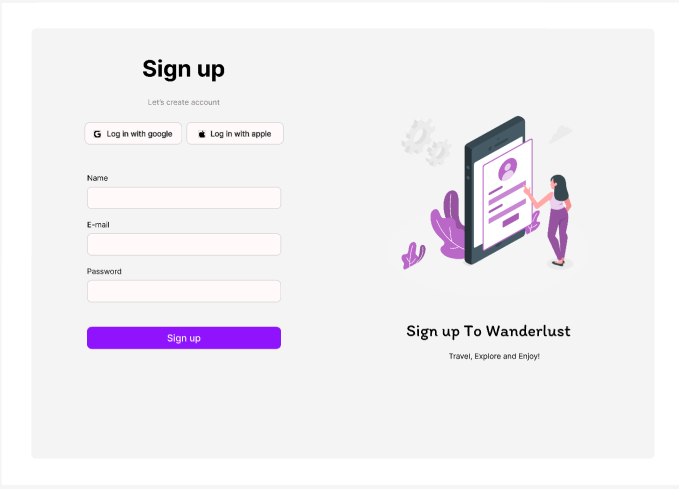 Sign up
Let's create account
Log in with google
Log in with apple
Name
E-mail
Password
Sign up
Sign up To Wanderlust
Travel, Explore and Enjoy!